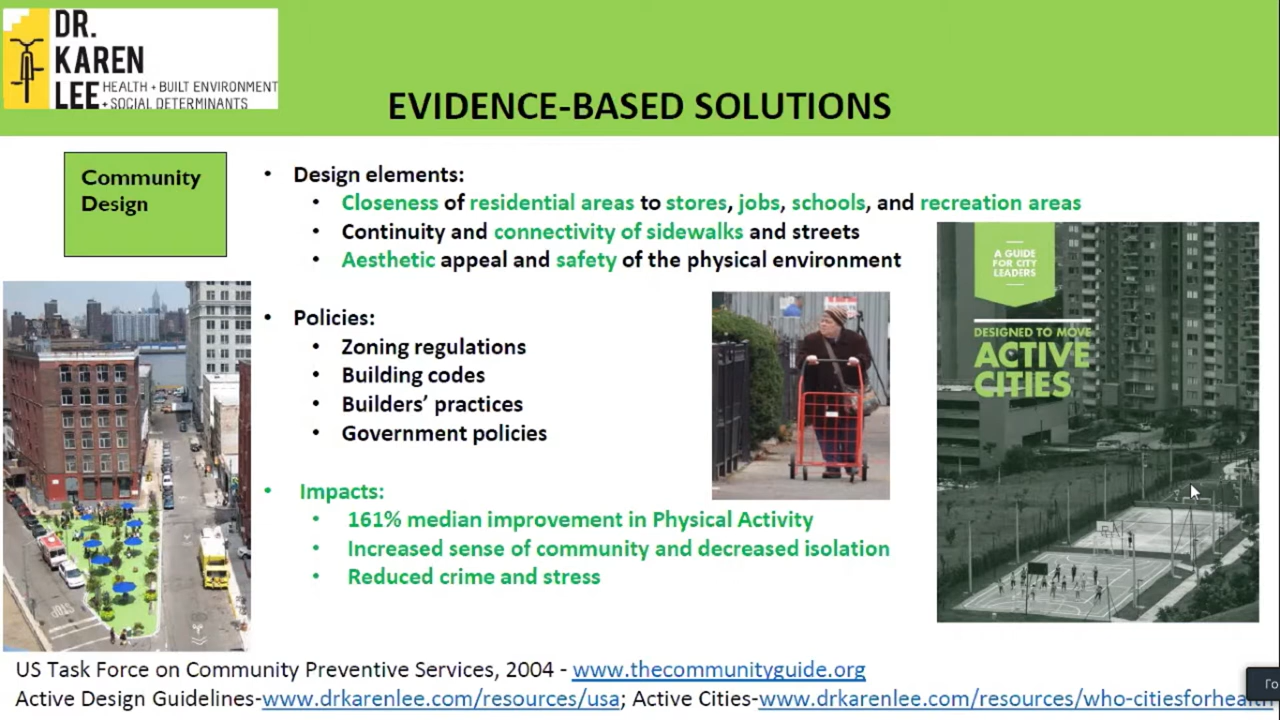 DR.
KAREN
LEE HEALTH + BUILT ENVIRONMENT
+ SOCIAL DETERMINANTS
EVIDENCE-BASED SOLUTIONS
Community
Design
• Design elements:
• Closeness of residential areas to stores, jobs, schools, and recreation areas
• Continuity and connectivity of sidewalks and streets
• Aesthetic appeal and safety of the physical environment
• Policies:
• Zoning regulations
• Building codes
• Builders’ practices
• Government policies
• Impacts:
• 161% median improvement in Physical Activity
• Increased sense of community and decreased isolation
• Reduced crime and stress
A GUIDE
FOR CITY
LEADERS
DESIGNED TO MOVE
ACTIVE
CITIES
US Task Force on Community Preventive Services, 2004 - www.thecommunityguide.org
Active Design Guidelines-www.drkarenlee.com/resources/usa; Active Cities-www.drkarenlee.com/resources/who-citiesforhealth